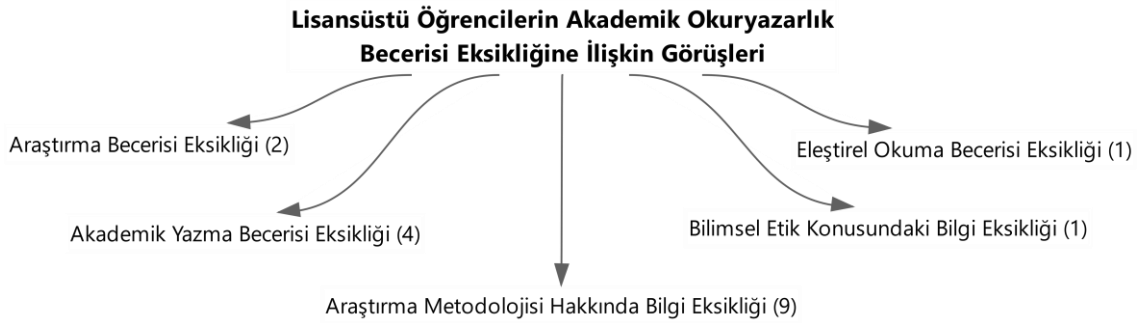 Lisansüstü Öğrencilerin Akademik Okuryazarlık
Becerisi Eksikliğine İlişkin Görüşleri
Araştırma Becerisi Eksikliği (2)
Eleştirel Okuma Becerisi Eksikliği (1)
Akademik Yazma Becerisi Eksikliği (4)
Bilimsel Etik Konusundaki Bilgi Eksikliği (1)
Araştırma Metodolojisi Hakkında Bilgi Eksikliği (9)